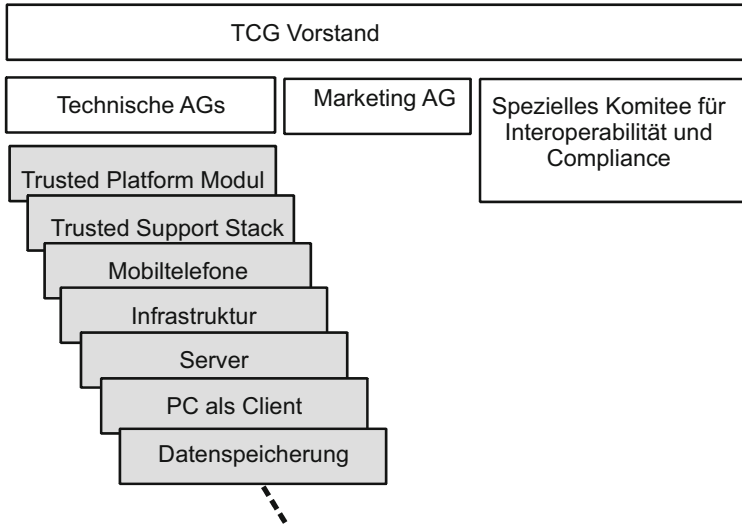 TCG Vorstand
Technische AGs
Marketing AG
Spezielles Komitee für
Interoperabilität und
Compliance
Trusted Platform Modul
Trusted Support Stack
Mobiltelefone
Infrastruktur
Server
PC als Client
Datenspeicherung